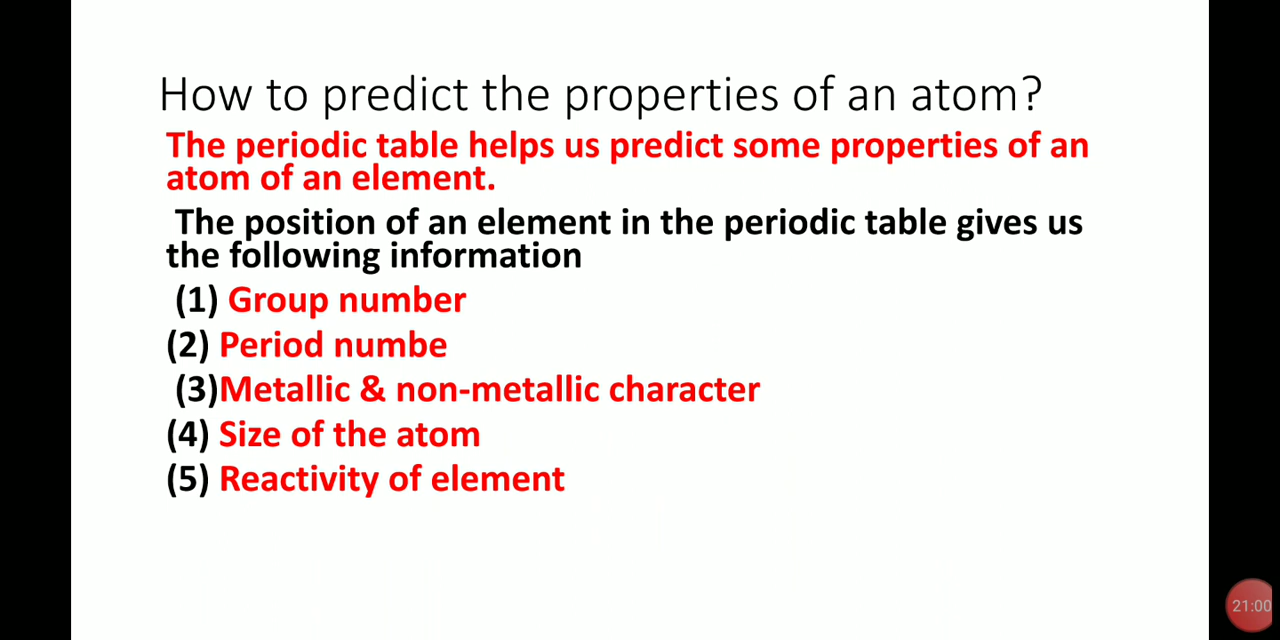 How to predict the properties of an atom?
The periodic table helps us predict some properties of an
atom of an element.
The position of an element in the periodic table gives us
the following information
(1) Group number
(2) Period numbe
(3)Metallic & non-metallic character
(4) Size of the atom
(5) Reactivity of element
21:00